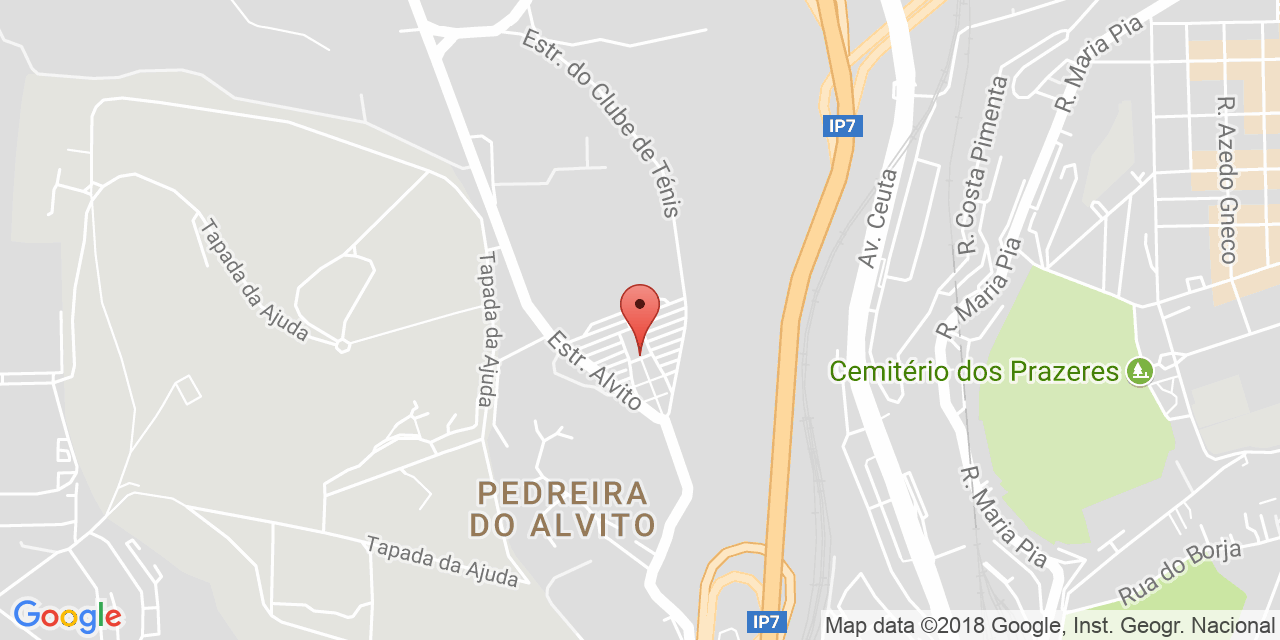 R. Maria Pia
Estr. do Clube de Ténis
IP7
R. Costa Pimenta
R. Azedo Gneco
Av. Ceuta
Tapada da Ajuda
Tapada da Ajuda
R. Maria Pia
Estr. Alvito
Cemitério dos Prazeres
PEDREIRA
DO ALVITO
R. Maria Pia
Tapada da Ajuda
Rua do Borja
Google
IP7
Map data ©2018 Google, Inst. Geogr. Nacional